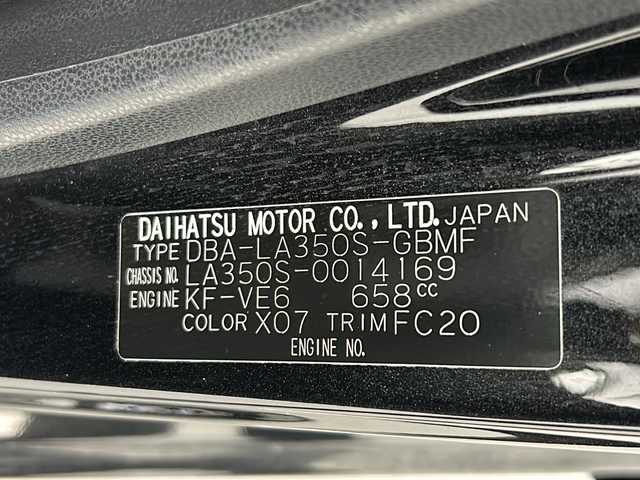 DAIHATSU MOTOR CO., LTD. JAPAN
TYPE DBA-LA350S-GBMF
CHASSIS NO. LA350S-0014169
ENGINE KF-VE6 658cc
COLOR X07 TRIM FC20
ENGINE NO.